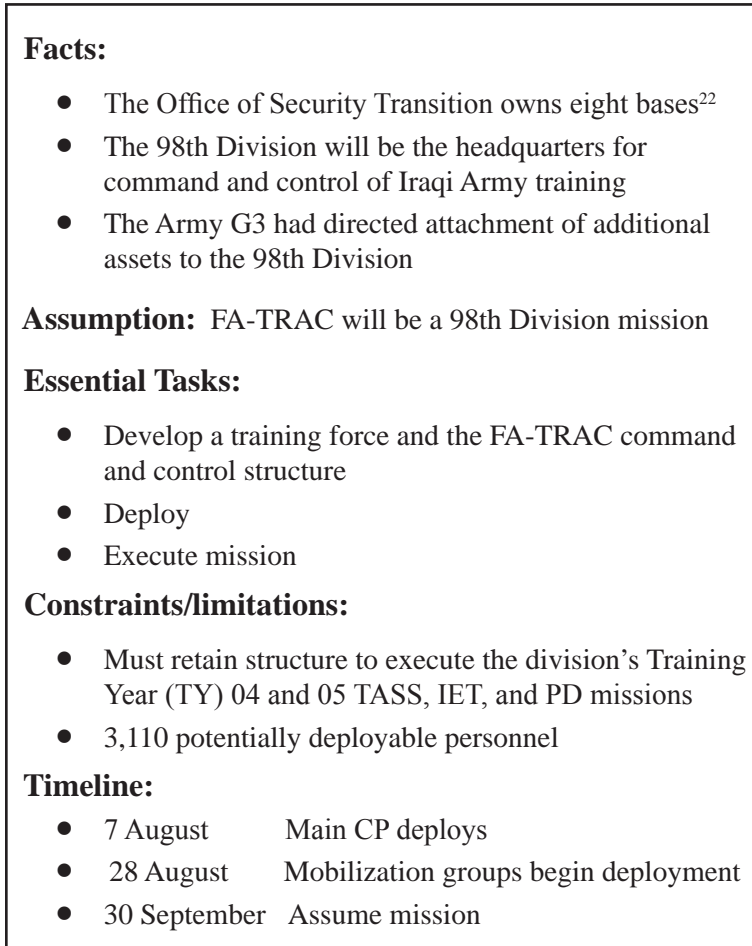 Facts:
● The Office of Security Transition owns eight bases22
● The 98th Division will be the headquarters for
command and control of Iraqi Army training
● The Army G3 had directed attachment of additional
assets to the 98th Division
Assumption: FA-TRAC will be a 98th Division mission
Essential Tasks:
● Develop a training force and the FA-TRAC command
and control structure
● Deploy
● Execute mission
Constraints/limitations:
● Must retain structure to execute the division's Training
Year (TY) 04 and 05 TASS, IET, and PD missions
● 3,110 potentially deployable personnel
Timeline:
● 7 August Main CP deploys
● 28 August Mobilization groups begin deployment
● 30 September Assume mission